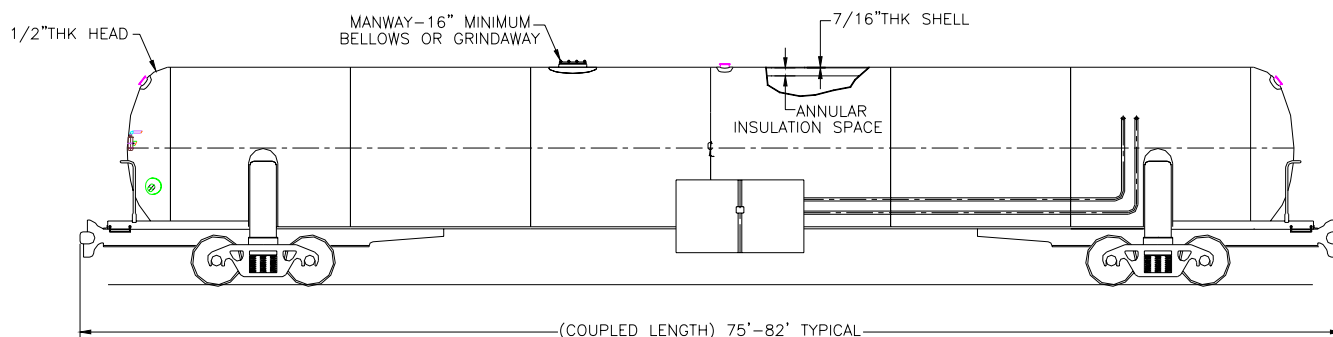 1/2"THK HEAD
MANWAY-16" MINIMUM
BELLOWS OR GRINDAWAY
7/16"THK SHELL
ANNULAR
INSULATION SPACE
CL
(COUPLED LENGTH) 75'-82' TYPICAL